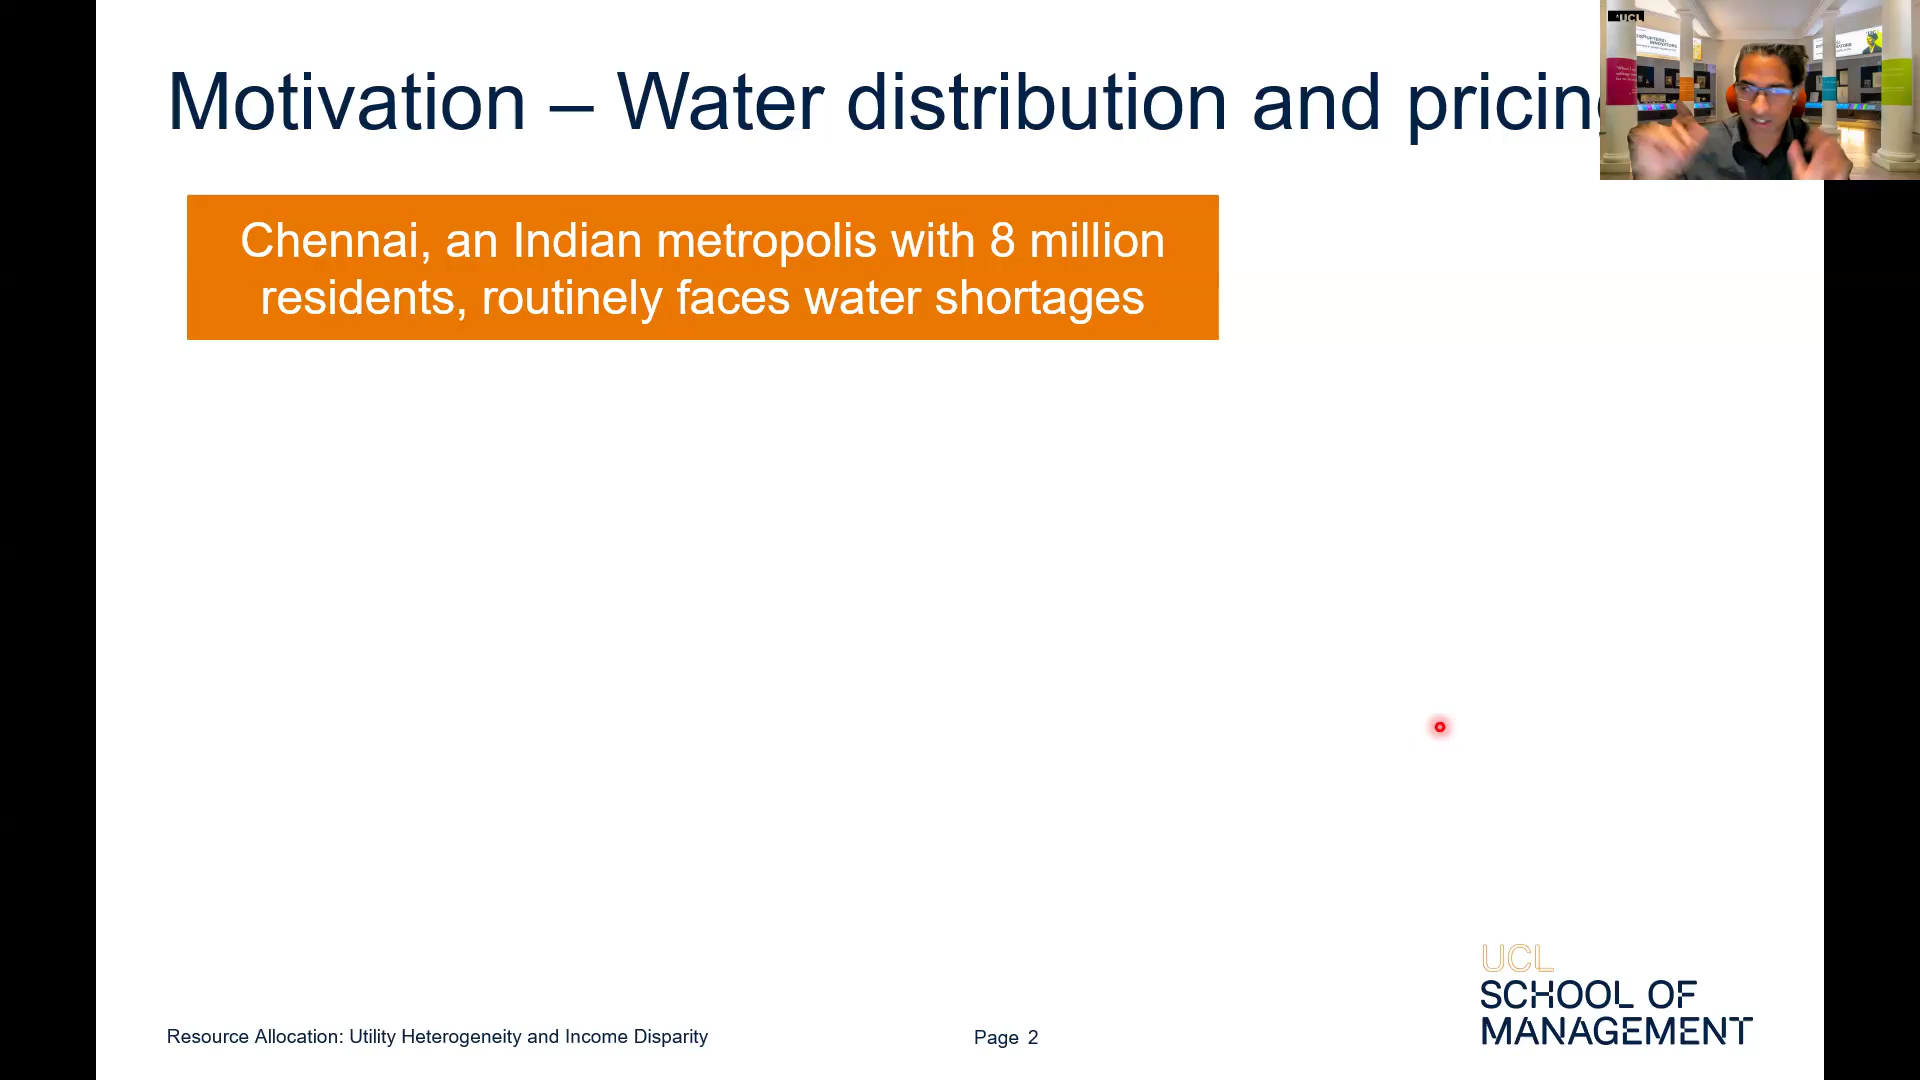 Motivation – Water distribution and pricin
UCL
Chennai, an Indian metropolis with 8 million
residents, routinely faces water shortages
UCL
SCHOOL OF
MANAGEMENT
Resource Allocation: Utility Heterogeneity and Income Disparity
Page 2